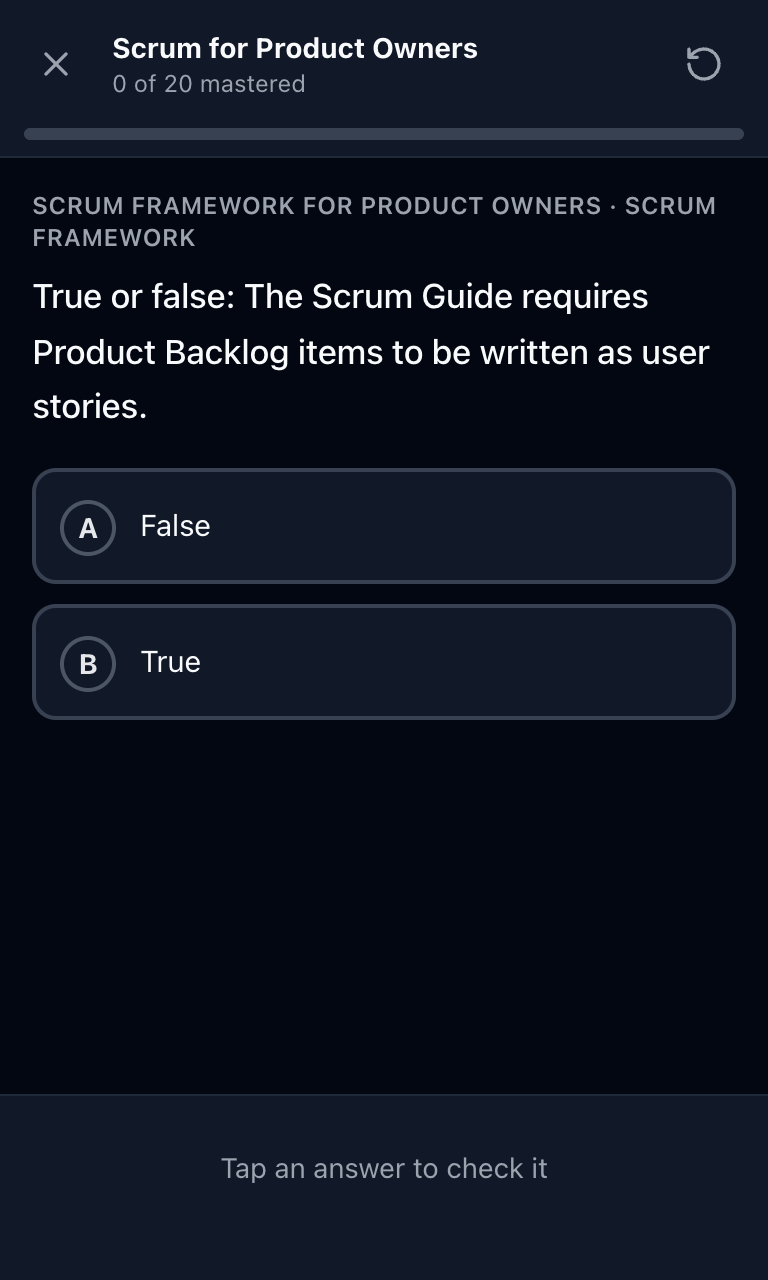 Scrum for Product Owners
0 of 20 mastered
SCRUM FRAMEWORK FOR PRODUCT OWNERS · SCRUM
FRAMEWORK
True or false: The Scrum Guide requires
Product Backlog items to be written as user
stories.
A False
B True
Tap an answer to check it